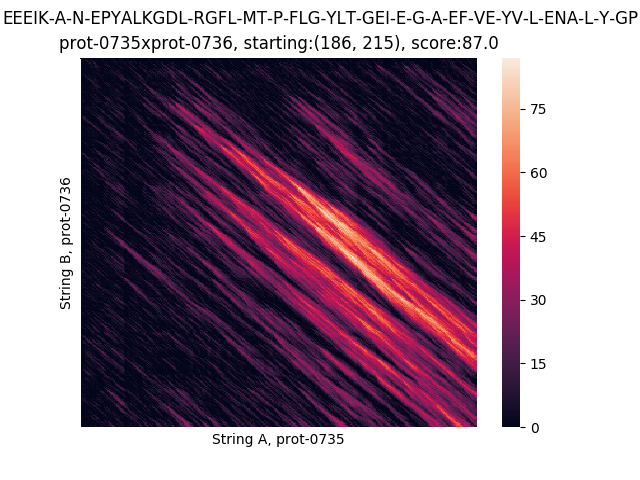 EEEIK-A-N-EPYALKGDL-RGFL-MT-P-FLG-YLT-GEI-E-G-A-EF-VE-YV-L-ENA-L-Y-GP
prot-0735xprot-0736, starting:(186, 215), score:87.0
String B, prot-0736
String A, prot-0735
75
60
45
30
15
0